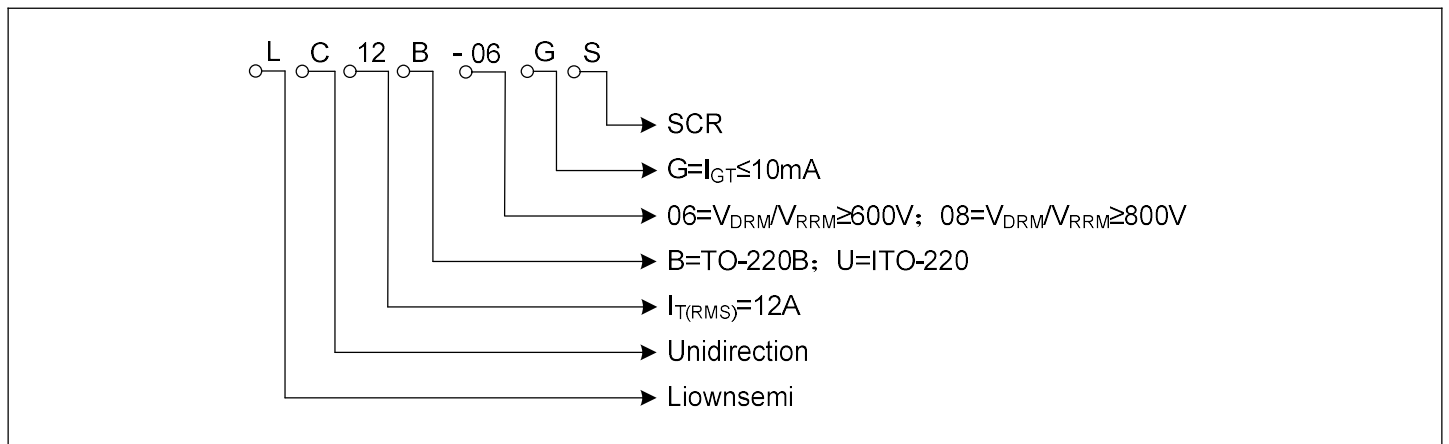 L C 12 B - 06 G S
SCR
G=IGT≤10mA
06=VDRM/VRRM≥600V；08=VDRM/VRRM≥800V
B=TO-220B；U=ITO-220
IT(RMS)=12A
Unidirection
Liownsemi